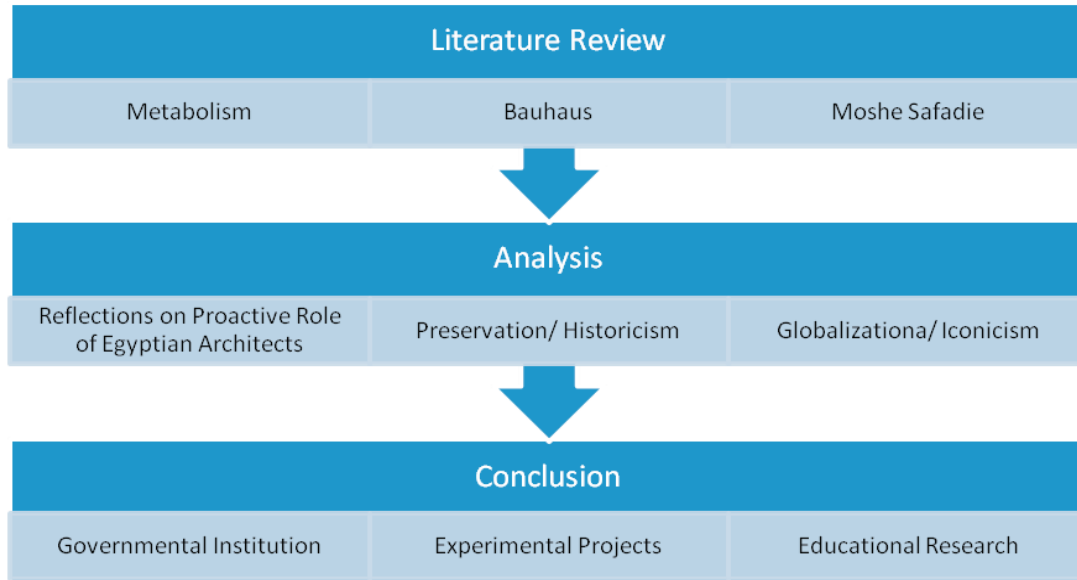 Literature Review
Metabolism
Bauhaus
Moshe Safadie
Analysis
Reflections on Proactive Role
of Egyptian Architects
Preservation/ Historicism
Globalizationa/ Iconicism
Conclusion
Governmental Institution
Experimental Projects
Educational Research